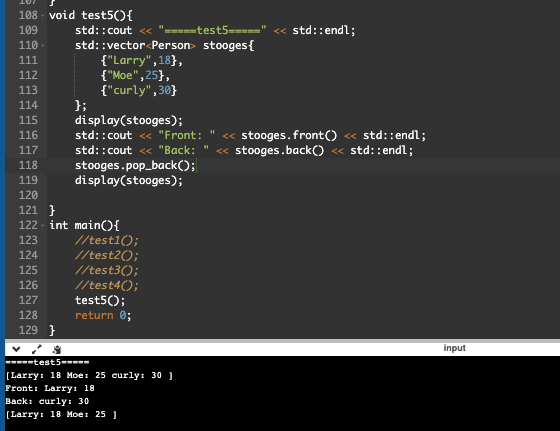 107 }
108 void test5(){
109 std::cout << "=====test5=====" << std::endl;
110 std::vector<Person> stooges{
111 {"Larry",18},
112 {"Moe",25},
113 {"curly",30}
114 };
115 display(stooges);
116 std::cout << "Front: " << stooges.front() << std::endl;
117 std::cout << "Back: " << stooges.back() << std::endl;
118 stooges.pop_back();
119 display(stooges);
120
121 }
122 int main(){
123 //test1();
124 //test2();
125 //test3();
126 //test4();
127 test5();
128 return 0;
129 }
input
=====test5=====
[Larry: 18 Moe: 25 curly: 30 ]
Front: Larry: 18
Back: curly: 30
[Larry: 18 Moe: 25 ]